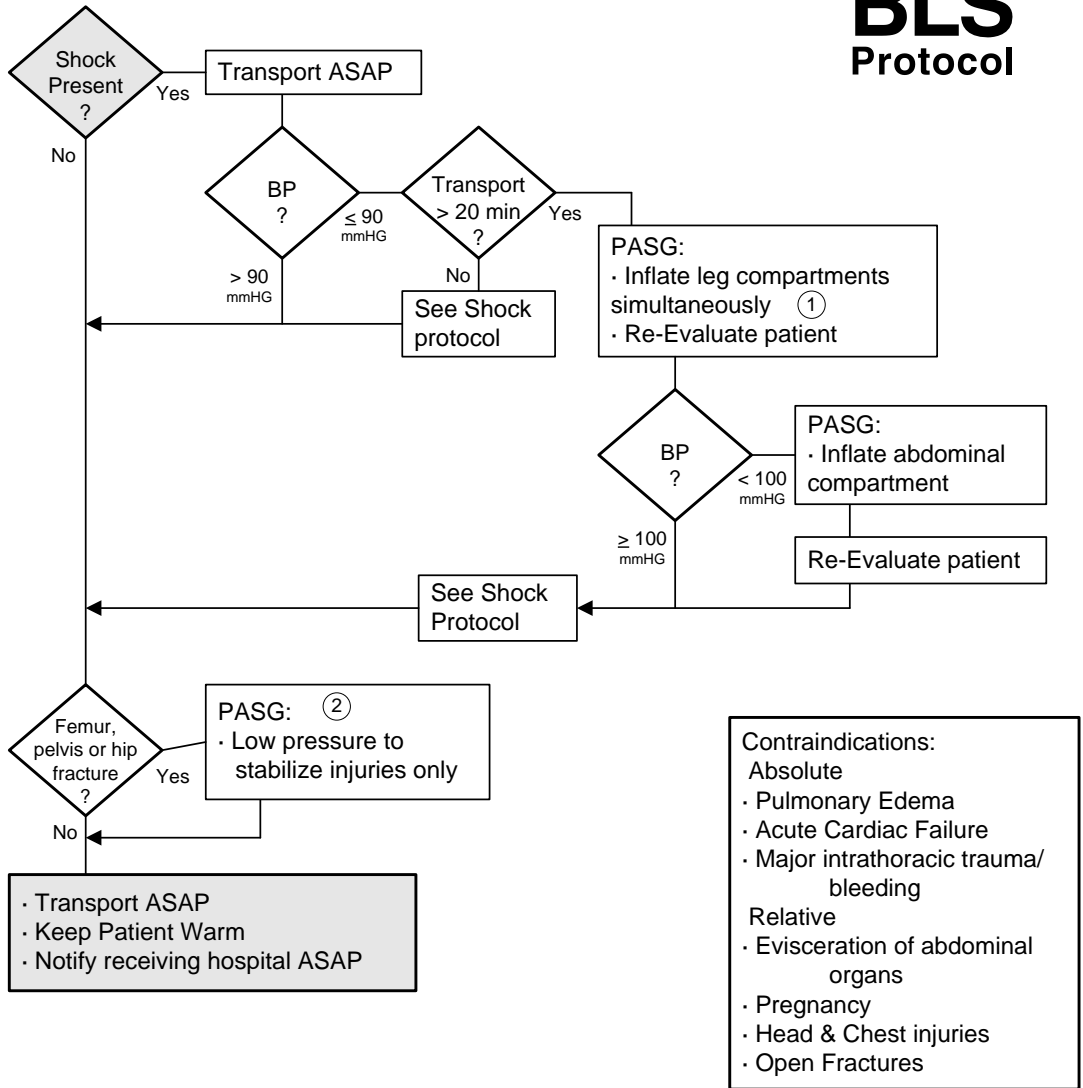 BLS
Protocol
Shock
Present
?
Yes
No
Transport ASAP
BP
?
≤ 90
mmHG
> 90
mmHG
Transport
> 20 min
?
Yes
No
See Shock
protocol
PASG:
· Inflate leg compartments
simultaneously ①
· Re-Evaluate patient
BP
?
< 100
mmHG
≥ 100
mmHG
PASG:
· Inflate abdominal
compartment
Re-Evaluate patient
See Shock
Protocol
Femur,
pelvis or hip
fracture
?
Yes
No
PASG: ②
· Low pressure to
stabilize injuries only
· Transport ASAP
· Keep Patient Warm
· Notify receiving hospital ASAP
Contraindications:
Absolute
· Pulmonary Edema
· Acute Cardiac Failure
· Major intrathoracic trauma/
bleeding
Relative
· Evisceration of abdominal
organs
· Pregnancy
· Head & Chest injuries
· Open Fractures